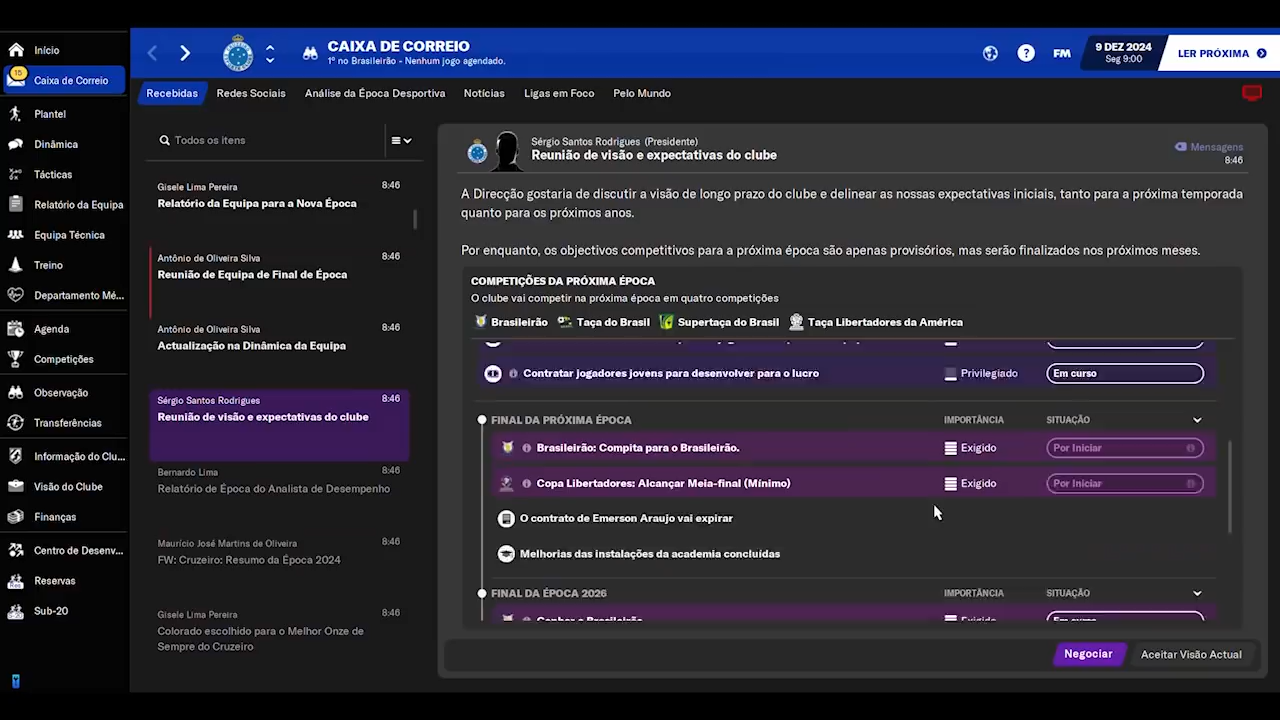 Início
15
Caixa de Correio
Plantel
Dinâmica
Tácticas
Relatório da Equipa
Equipa Técnica
Treino
Departamento Mé...
Agenda
Competições
Observação
Transferências
Informação do Clu...
Visão do Clube
Finanças
Centro de Desenv...
Reservas
Sub-20
CAIXA DE CORREIO
1º no Brasileirão - Nenhum jogo agendado.
FM
9 DEZ 2024
Seg 9:00
LER PRÓXIMA
Recebidas
Redes Sociais
Análise da Época Desportiva
Notícias
Ligas em Foco
Pelo Mundo
Todos os itens
Gisele Lima Pereira 8:46
Relatório da Equipa para a Nova Época
Antônio de Oliveira Silva 8:46
Reunião de Equipa de Final de Época
Antônio de Oliveira Silva 8:46
Actualização na Dinâmica da Equipa
Sérgio Santos Rodrigues 8:46
Reunião de visão e expectativas do clube
Bernardo Lima 8:46
Relatório de Época do Analista de Desempenho
Maurício José Martins de Oliveira 8:46
FW: Cruzeiro: Resumo da Época 2024
Gisele Lima Pereira 8:46
Colorado escolhido para o Melhor Onze de
Sempre do Cruzeiro
Sérgio Santos Rodrigues (Presidente)
Reunião de visão e expectativas do clube
Mensagens
8:46
A Direcção gostaria de discutir a visão de longo prazo do clube e delinear as nossas expectativas iniciais, tanto para a próxima temporada
quanto para os próximos anos.
Por enquanto, os objectivos competitivos para a próxima época são apenas provisórios, mas serão finalizados nos próximos meses.
COMPETIÇÕES DA PRÓXIMA ÉPOCA
O clube vai competir na próxima época em quatro competições
Brasileirão Taça do Brasil Supertaça do Brasil Taça Libertadores da América
Contratar jogadores jovens para desenvolver para o lucro Privilegiado Em curso
FINAL DA PRÓXIMA ÉPOCA IMPORTÂNCIA SITUAÇÃO
Brasileirão: Compita para o Brasileirão. Exigido Por Iniciar
Copa Libertadores: Alcançar Meia-final (Mínimo) Exigido Por Iniciar
O contrato de Emerson Araujo vai expirar
Melhorias das instalações da academia concluídas
FINAL DA ÉPOCA 2026 IMPORTÂNCIA SITUAÇÃO
Ganhar o Brasileirão Exigido Em curso
Negociar
Aceitar Visão Actual